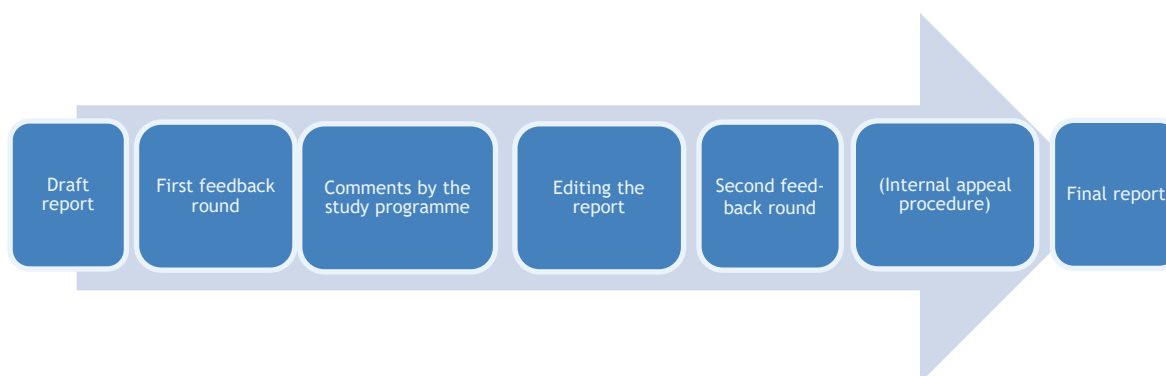 Draft
report
First feedback
round
Comments by the
study programme
Editing the
report
Second feed-
back round
(Internal appeal
procedure)
Final report